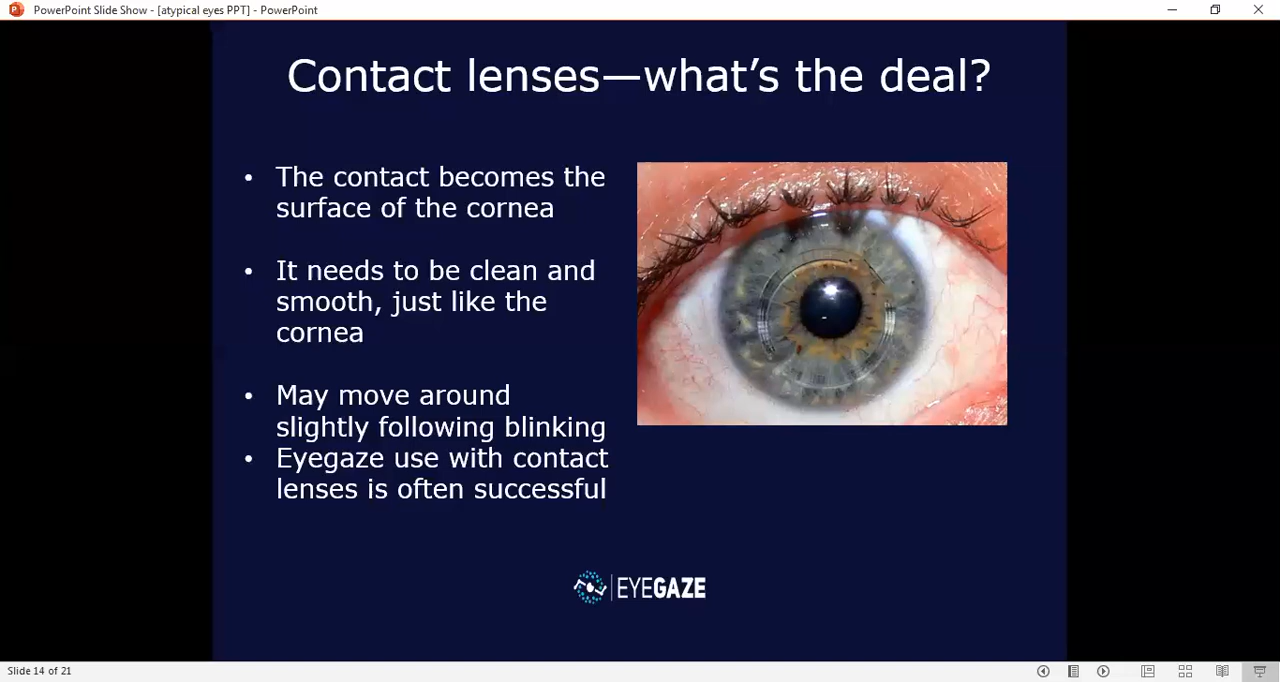 PowerPoint Slide Show - [atypical eyes PPT] - PowerPoint
Contact lenses—what's the deal?
• The contact becomes the
surface of the cornea
• It needs to be clean and
smooth, just like the
cornea
• May move around
slightly following blinking
• Eyegaze use with contact
lenses is often successful
EYEGAZE
Slide 14 of 21